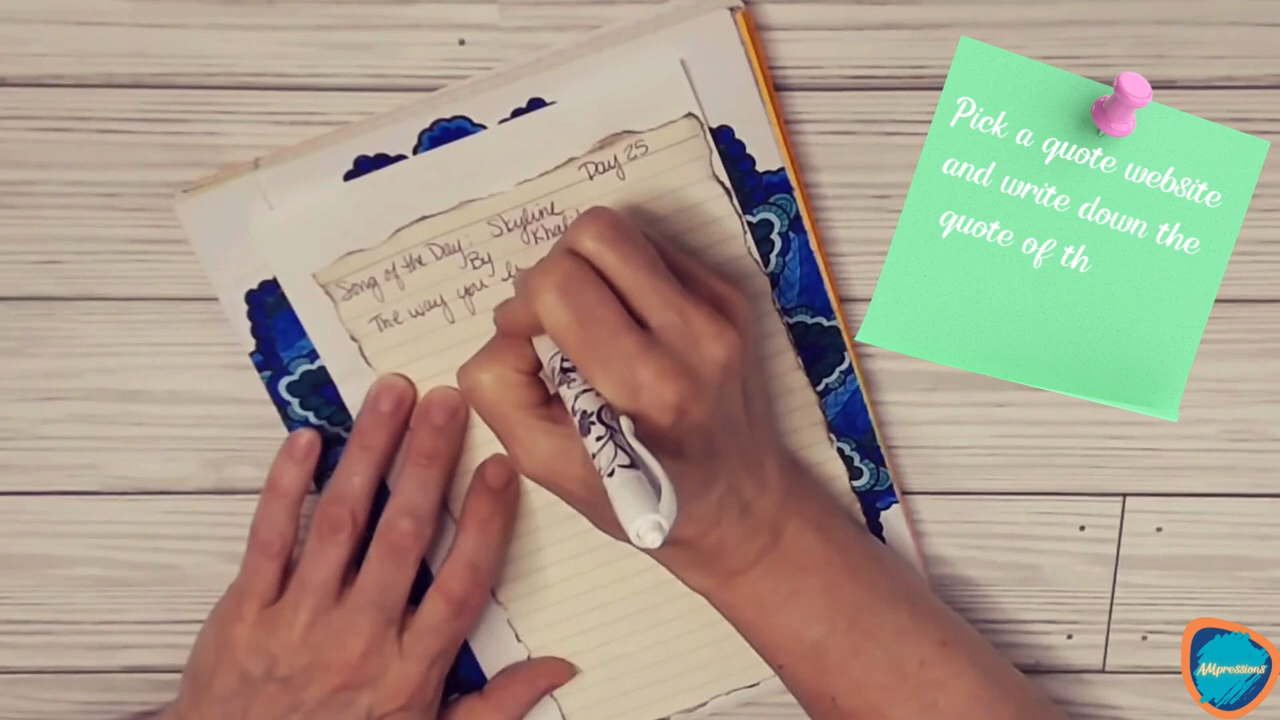 Day 25
Song of the Day: Skyline
By
The way you
Pick a quote website
and write down the
quote of th
AMpressions